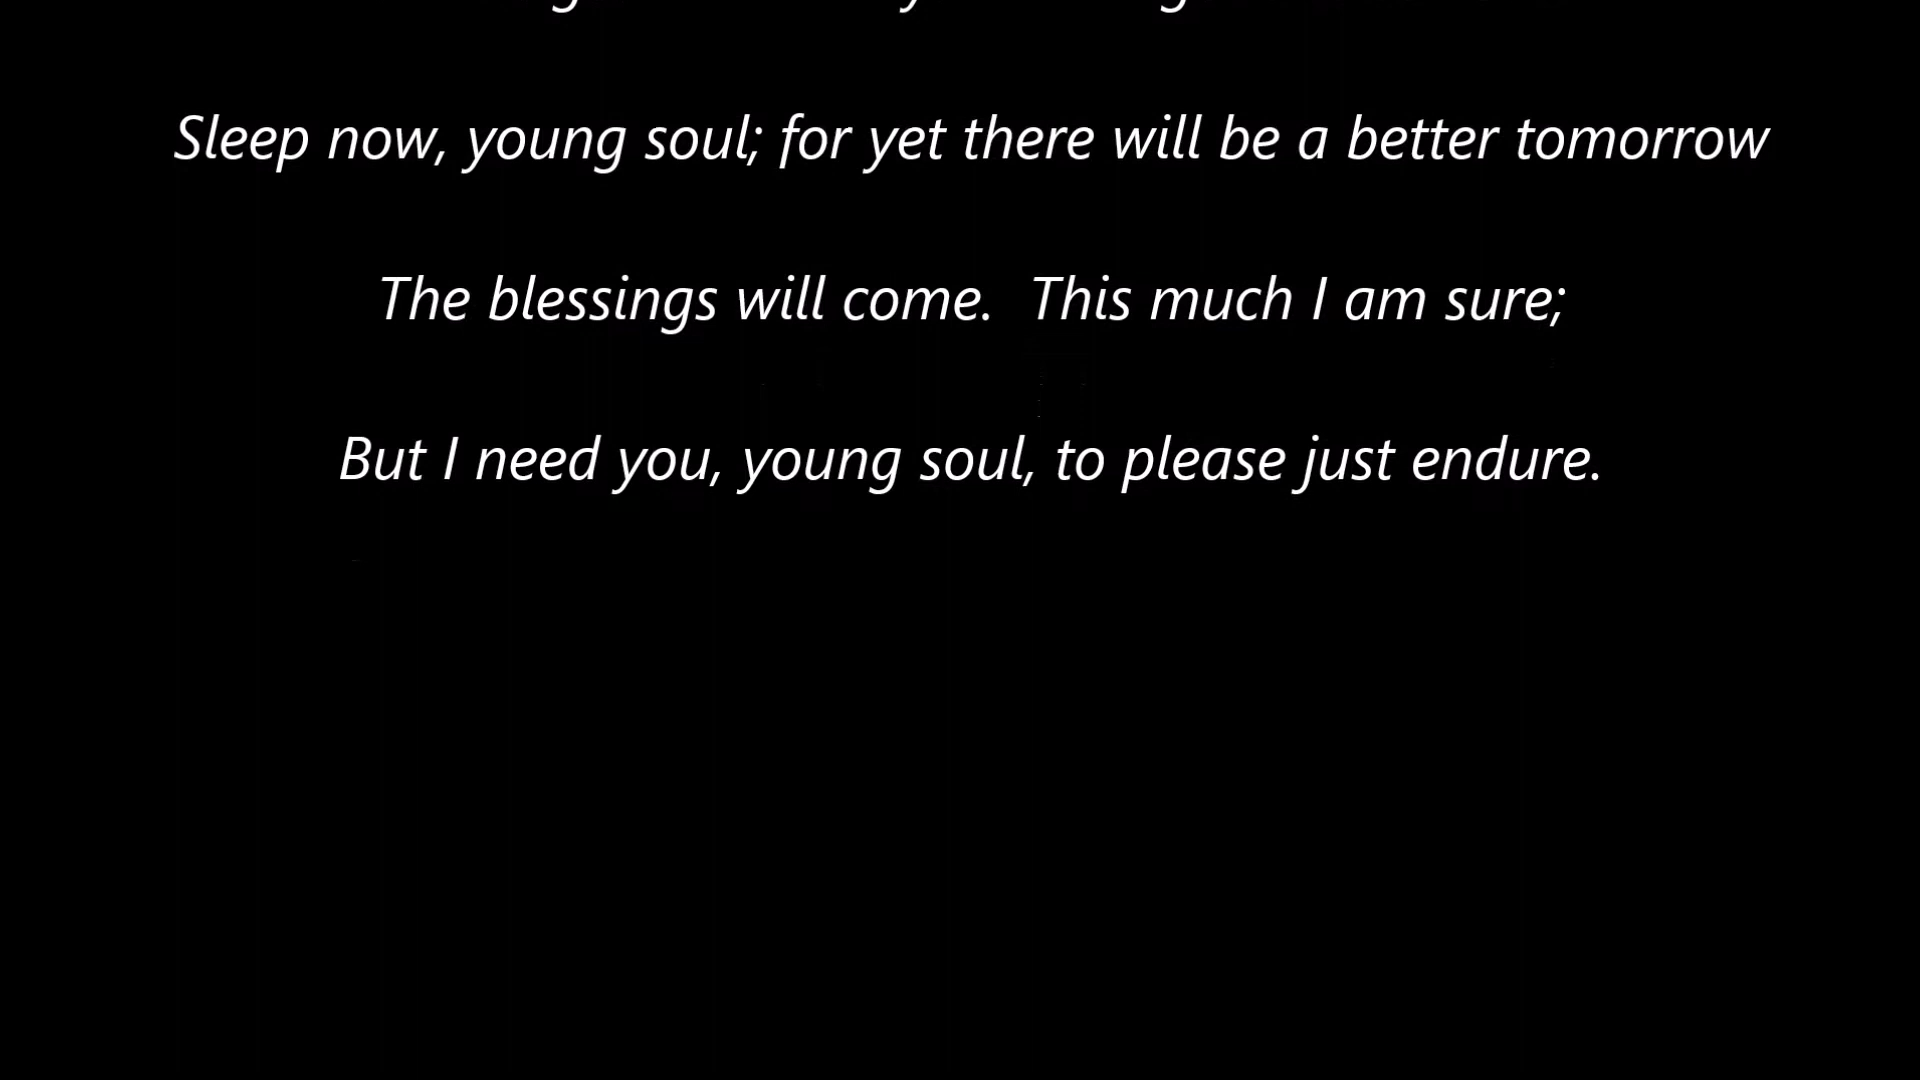 Sleep now, young soul; for yet there will be a better tomorrow
The blessings will come.  This much I am sure;
But I need you, young soul, to please just endure.